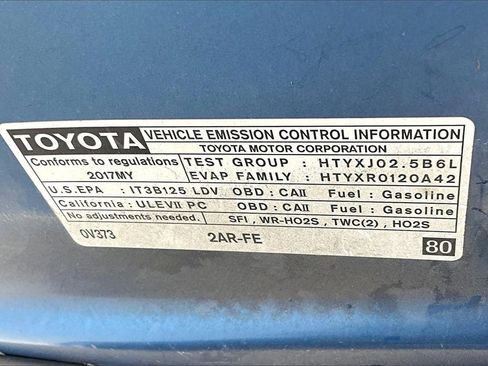 TOYOTA VEHICLE EMISSION CONTROL INFORMATION
TOYOTA MOTOR CORPORATION
Conforms to regulations TEST GROUP : HTYXJ02.5B6L
2017MY EVAP FAMILY : HTYXR0120A42
U.S.EPA : IT3B125 LDV OBD : CAII Fuel : Gasoline
California : ULEVII PC OBD : CAII Fuel : Gasoline
No adjustments needed. SFI , WR-HO2S , TWC(2) , HO2S
0V373 2AR-FE 80